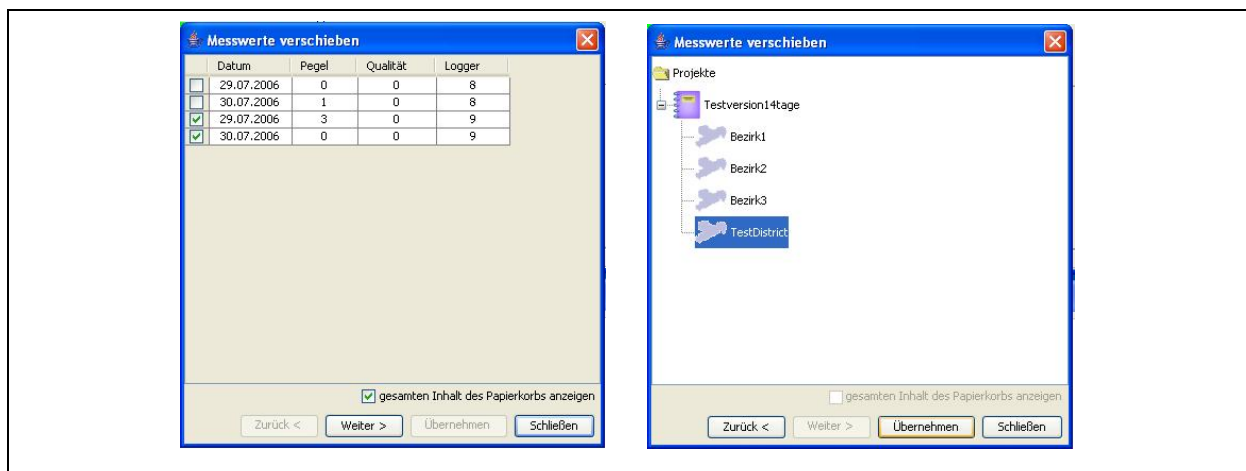 Messwerte verschieben
Datum Pegel Qualität Logger
29.07.2006 0 0 8
30.07.2006 1 0 8
29.07.2006 3 0 9
30.07.2006 0 0 9
gesamten Inhalt des Papierkorbs anzeigen
Zurück < Weiter > Übernehmen Schließen
Messwerte verschieben
Projekte
Testversion14tage
Bezirk1
Bezirk2
Bezirk3
TestDistrict
gesamten Inhalt des Papierkorbs anzeigen
Zurück < Weiter > Übernehmen Schließen